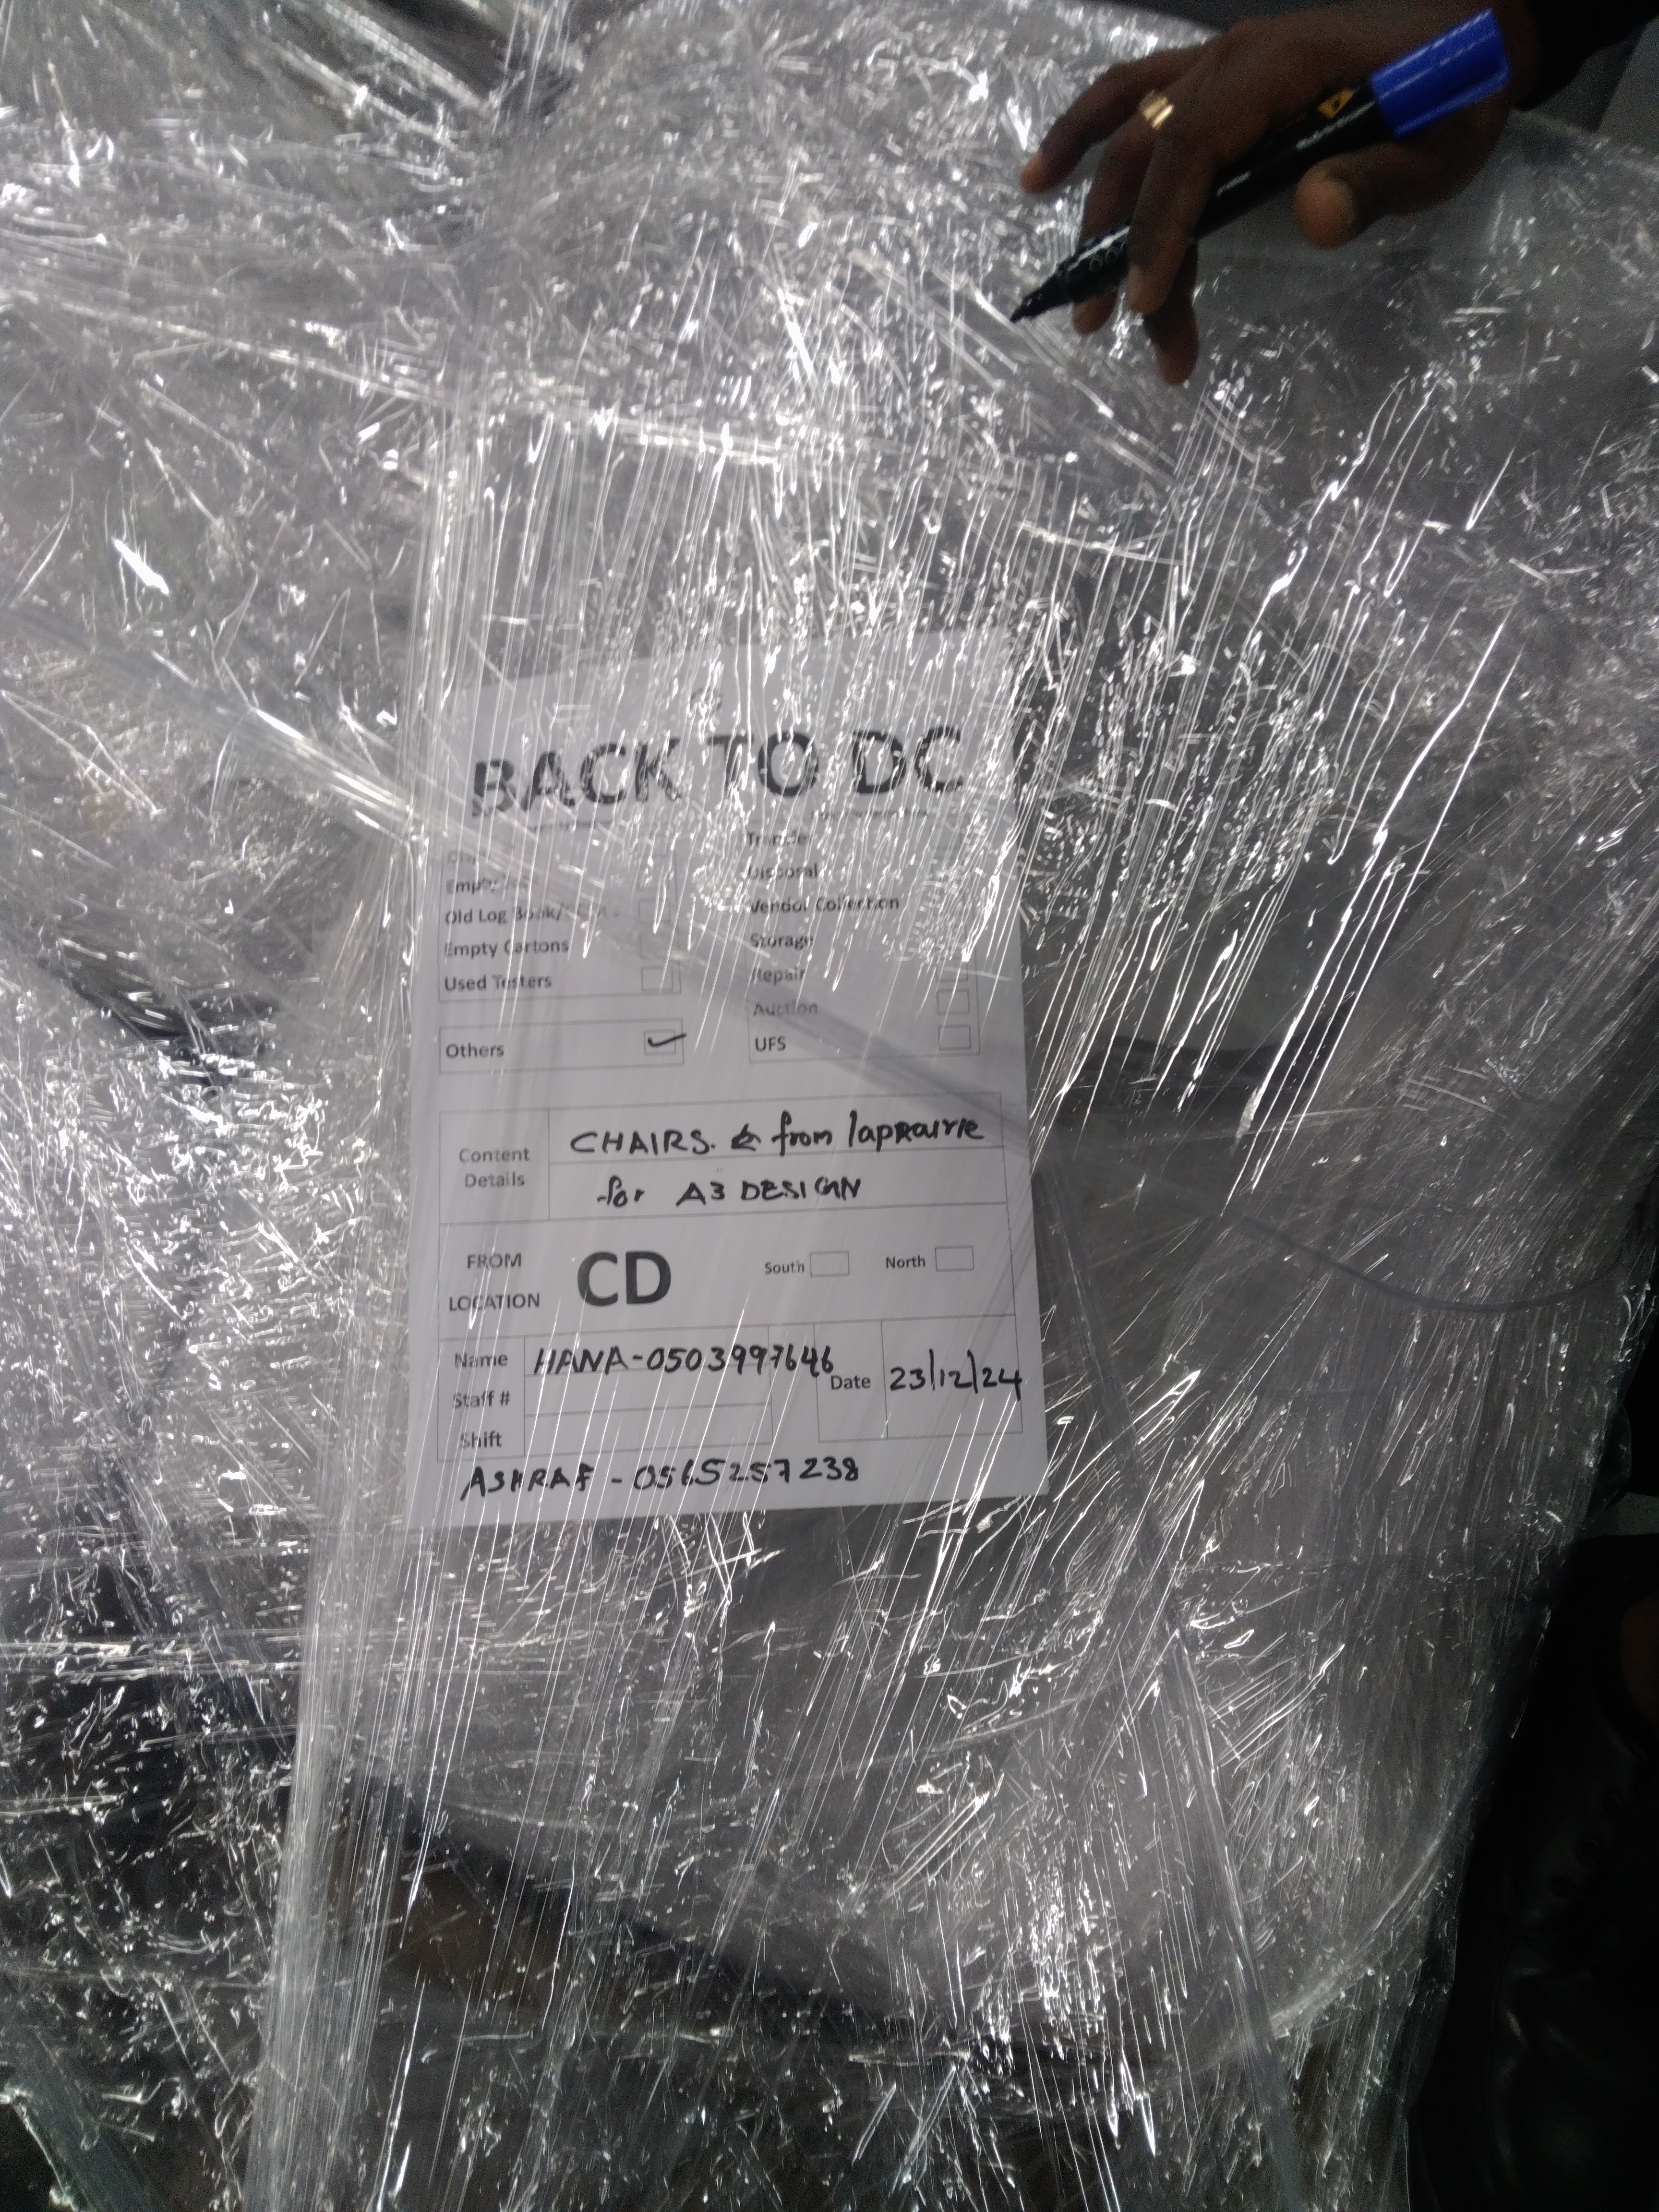 BACK TO DC
Transfer
Disposal
Empty
Old Log Book/
Vendor Collection
Empty Cartons
Storage
Used Testers
Repair
Auction
Others
UFS
Content Details
CHAIRS. & from laprairie
for A3 DESIGN
FROM LOCATION
CD
South
North
Name
HANA-0503997646
Date
23/12/24
Staff #
Shift
ASHRAF - 0565257238